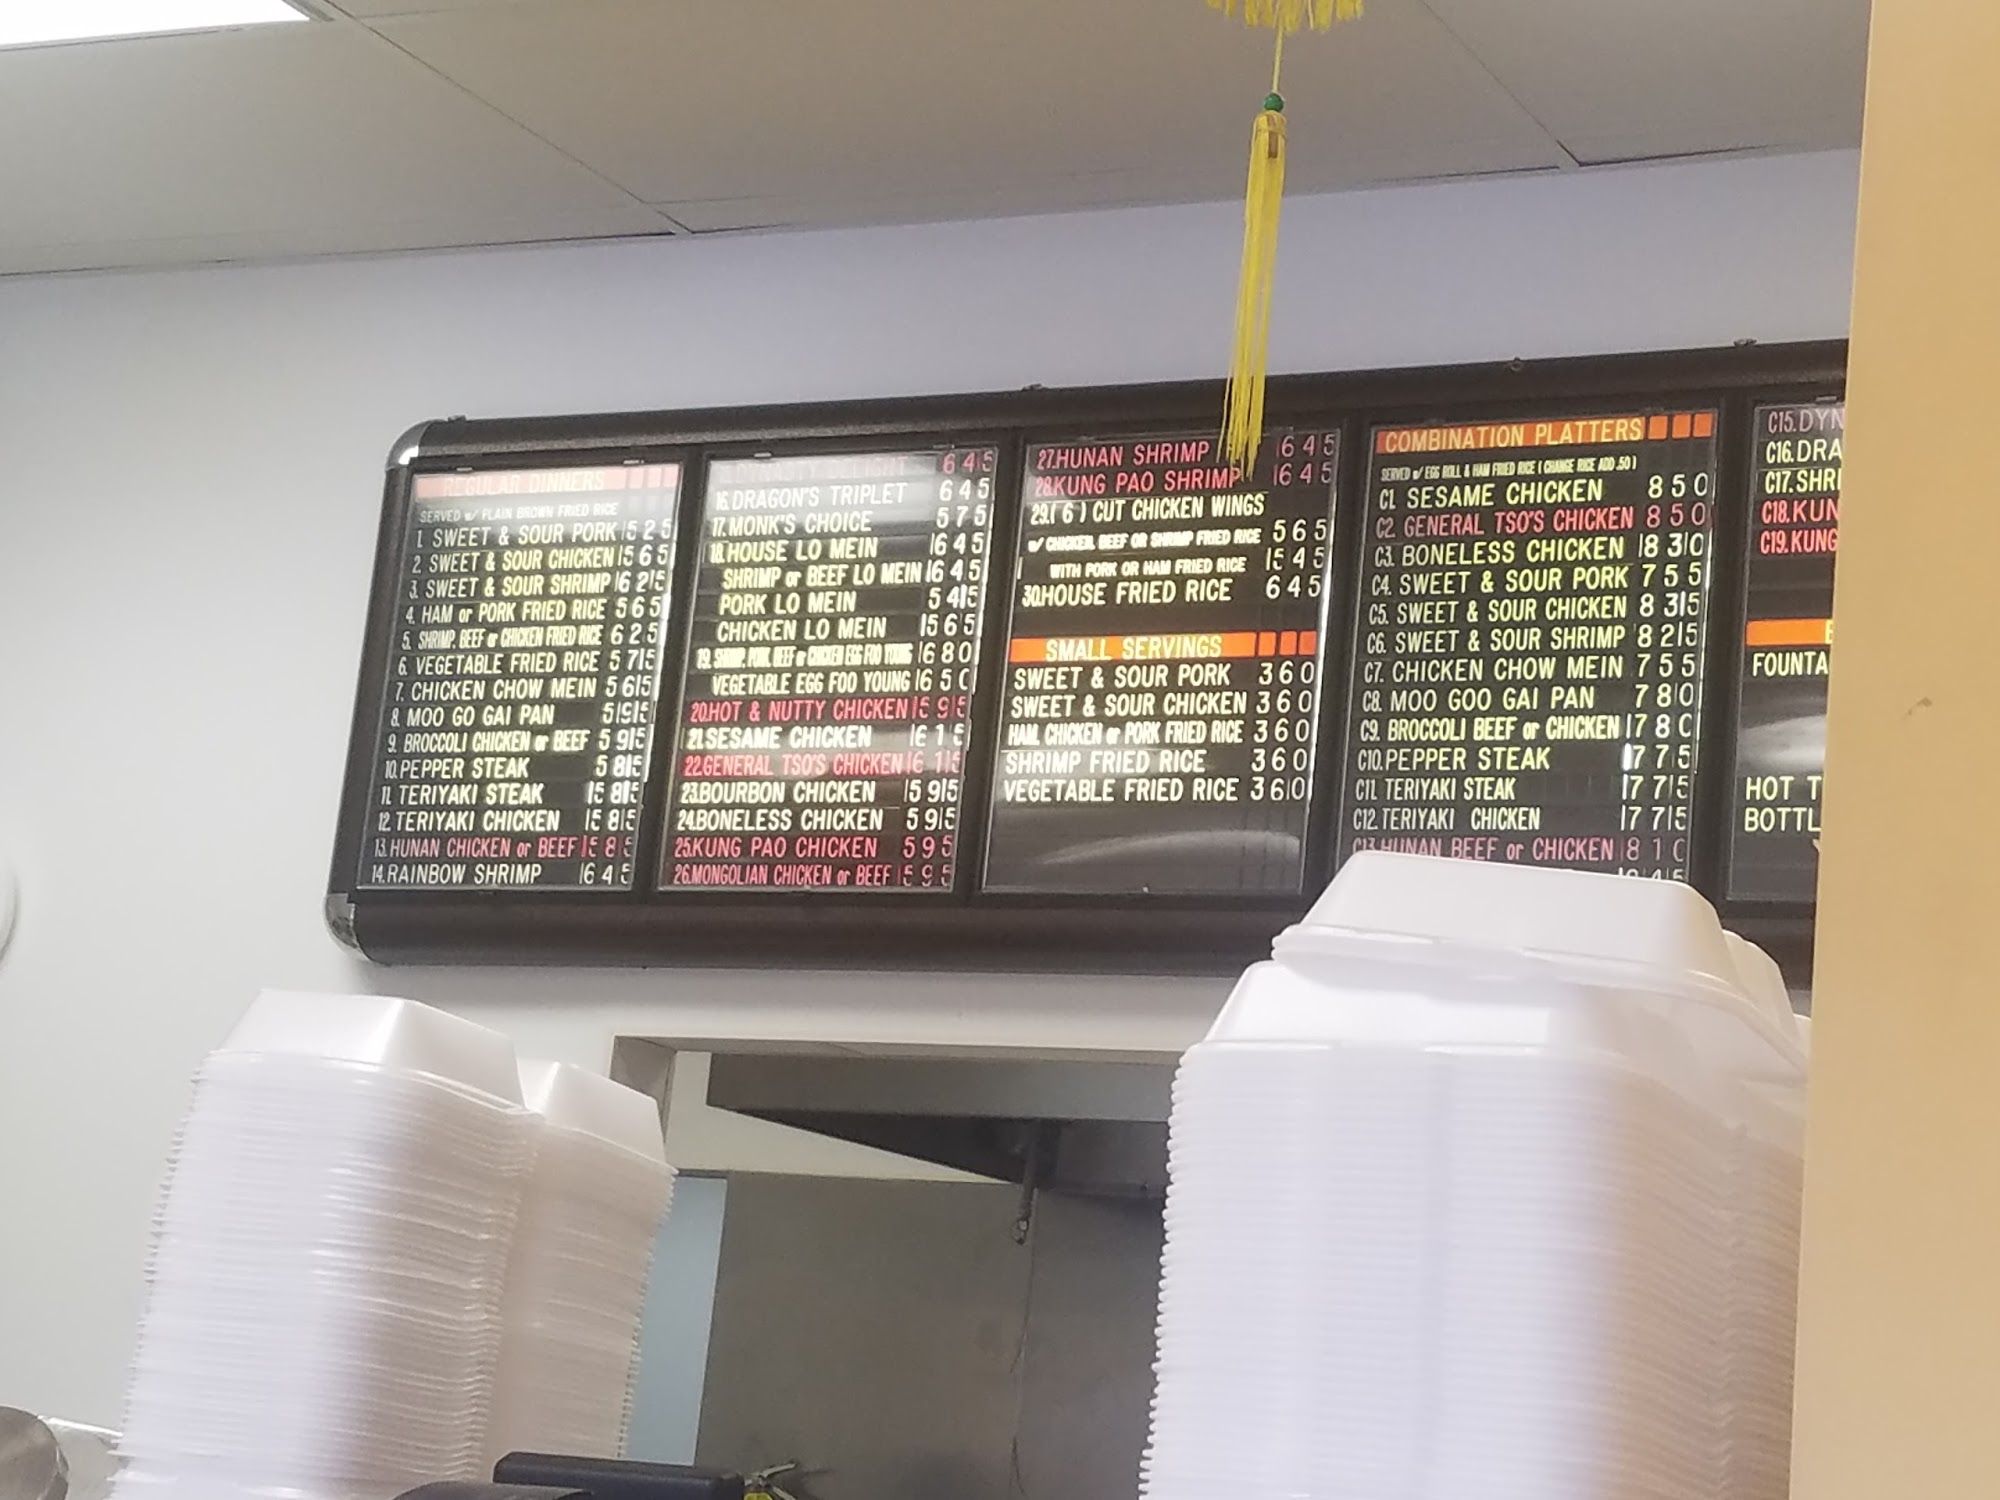 REGULAR DINNERS
SERVED w/ PLAIN BROWN FRIED RICE
1. SWEET & SOUR PORK 5 2 5
2. SWEET & SOUR CHICKEN 5 6 5
3. SWEET & SOUR SHRIMP 6 2 5
4. HAM or PORK FRIED RICE 5 6 5
5. SHRIMP, BEEF or CHICKEN FRIED RICE 6 2 5
6. VEGETABLE FRIED RICE 5 7 5
7. CHICKEN CHOW MEIN 5 6 5
8. MOO GO GAI PAN 5 9 5
9. BROCCOLI CHICKEN or BEEF 5 9 5
10. PEPPER STEAK 5 8 5
11. TERIYAKI STEAK 5 8 5
12. TERIYAKI CHICKEN 5 8 5
13. HUNAN CHICKEN or BEEF 5 8 5
14. RAINBOW SHRIMP 6 4 5
DYNASTY DELIGHT 6 4 5
16. DRAGON'S TRIPLET 6 4 5
17. MONK'S CHOICE 5 7 5
18. HOUSE LO MEIN 6 4 5
SHRIMP or BEEF LO MEIN 6 4 5
PORK LO MEIN 5 4 5
CHICKEN LO MEIN 5 6 5
19. SHRIMP, PORK, BEEF or CHICKEN EGG FOO YOUNG 6 8 0
VEGETABLE EGG FOO YOUNG 6 5 0
20. HOT & NUTTY CHICKEN 5 9 5
21. SESAME CHICKEN 6 1 5
22. GENERAL TSO'S CHICKEN 6 1 5
23. BOURBON CHICKEN 5 9 5
24. BONELESS CHICKEN 5 9 5
25. KUNG PAO CHICKEN 5 9 5
26. MONGOLIAN CHICKEN or BEEF 5 9 5
27. HUNAN SHRIMP 6 4 5
28. KUNG PAO SHRIMP 6 4 5
29. ( 6 ) CUT CHICKEN WINGS
w/ CHICKEN, BEEF OR SHRIMP FRIED RICE 5 6 5
WITH PORK OR HAM FRIED RICE 5 4 5
30. HOUSE FRIED RICE 6 4 5
SMALL SERVINGS
SWEET & SOUR PORK 3 6 0
SWEET & SOUR CHICKEN 3 6 0
HAM, CHICKEN or PORK FRIED RICE 3 6 0
SHRIMP FRIED RICE 3 6 0
VEGETABLE FRIED RICE 3 6 0
COMBINATION PLATTERS
SERVED w/ EGG ROLL & HAM FRIED RICE ( CHANGE RICE ADD .50 )
C1. SESAME CHICKEN 8 5 0
C2. GENERAL TSO'S CHICKEN 8 5 0
C3. BONELESS CHICKEN 8 3 0
C4. SWEET & SOUR PORK 7 5 5
C5. SWEET & SOUR CHICKEN 8 3 5
C6. SWEET & SOUR SHRIMP 8 2 5
C7. CHICKEN CHOW MEIN 7 5 5
C8. MOO GOO GAI PAN 7 8 0
C9. BROCCOLI BEEF or CHICKEN 7 8 0
C10. PEPPER STEAK 7 7 5
C11. TERIYAKI STEAK 7 7 5
C12. TERIYAKI CHICKEN 7 7 5
C13. HUNAN BEEF or CHICKEN 8 1 0
C15. DYN
C16. DRA
C17. SHRI
C18. KUN
C19. KUNG
FOUNTA
HOT T
BOTTL